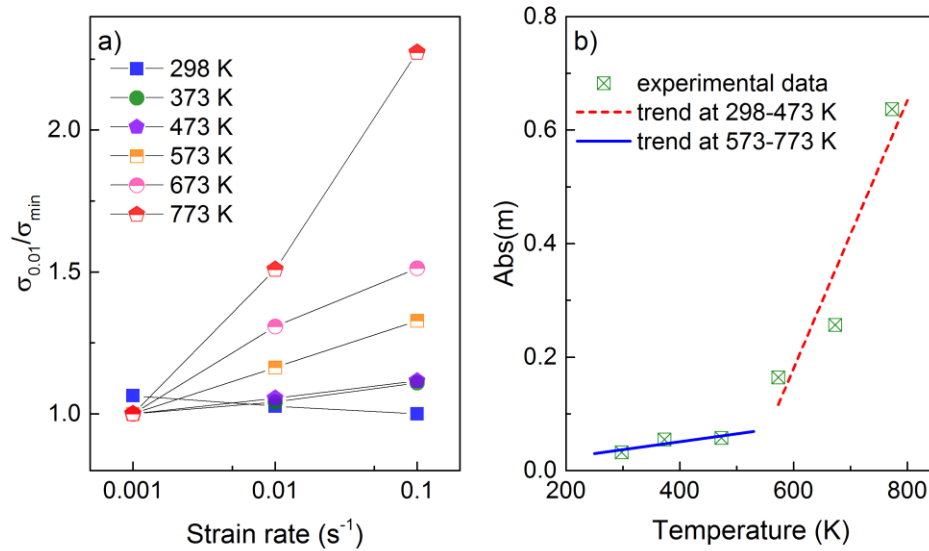 a)
298 K
373 K
473 K
573 K
673 K
773 K
2.0
1.5
1.0
0.001
0.01
0.1
Strain rate (s⁻¹)
σ0.01/σmin
b)
experimental data
trend at 298-473 K
trend at 573-773 K
0.8
0.6
0.4
0.2
0.0
200
400
600
800
Temperature (K)
Abs(m)